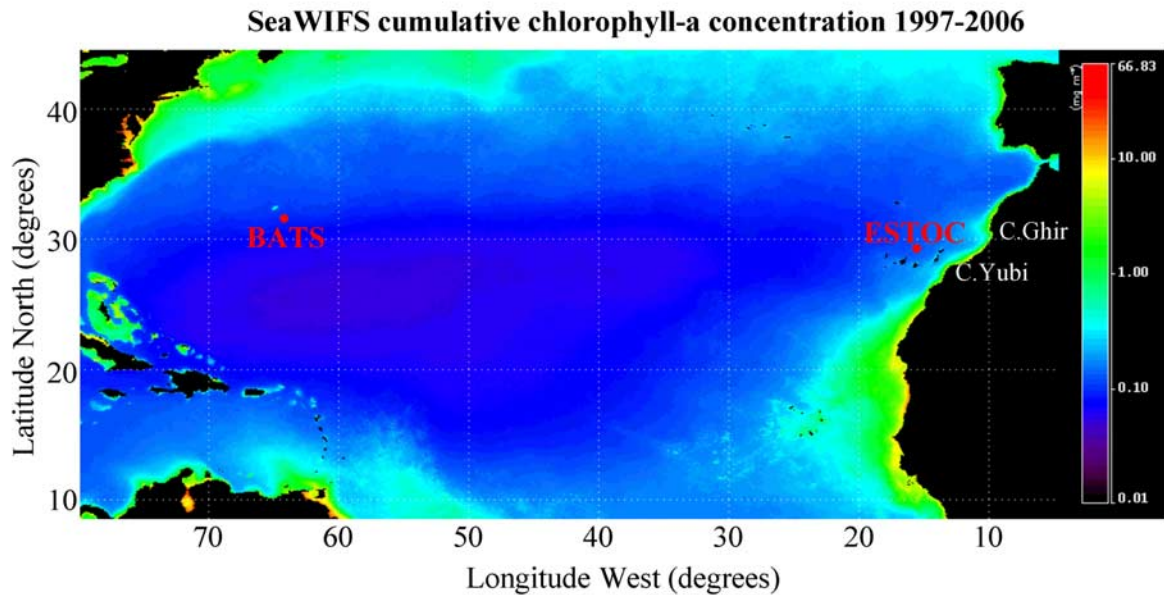 SeaWIFS cumulative chlorophyll-a concentration 1997-2006
66.83
(mg m⁻³)
10.00
1.00
0.10
0.01
Latitude North (degrees)
40
30
20
10
BATS
ESTOC
C.Ghir
C.Yubi
70
60
50
40
30
20
10
Longitude West (degrees)